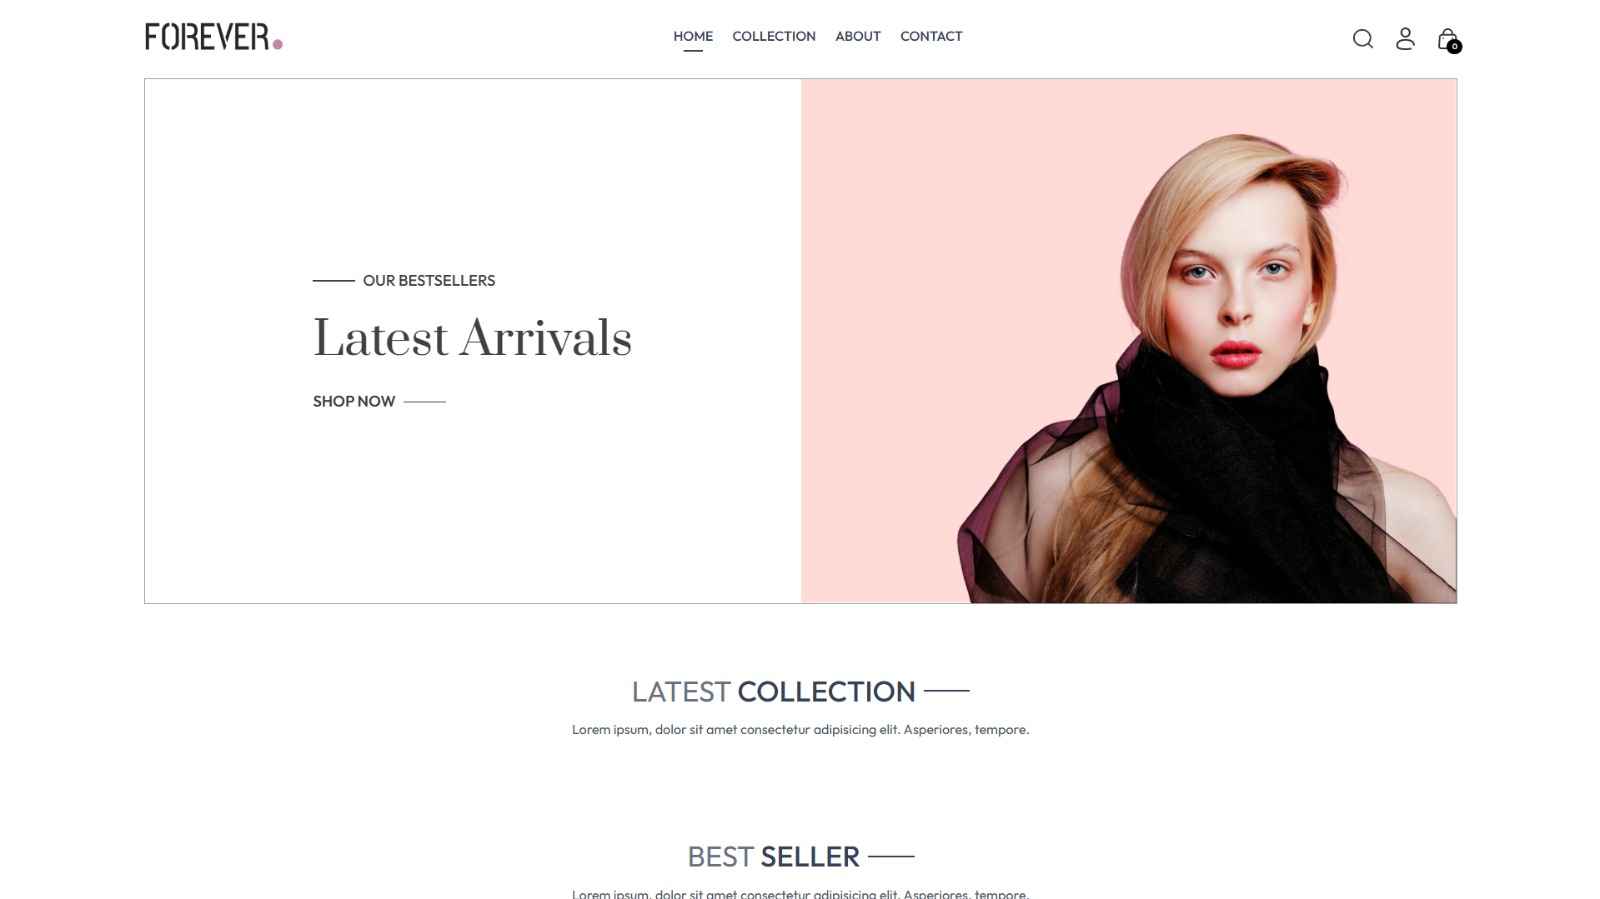 FOREVER.
HOME COLLECTION ABOUT CONTACT
0
OUR BESTSELLERS
Latest Arrivals
SHOP NOW
LATEST COLLECTION
Lorem ipsum, dolor sit amet consectetur adipisicing elit. Asperiores, tempore.
BEST SELLER
Lorem ipsum, dolor sit amet consectetur adipisicing elit. Asperiores, tempore.